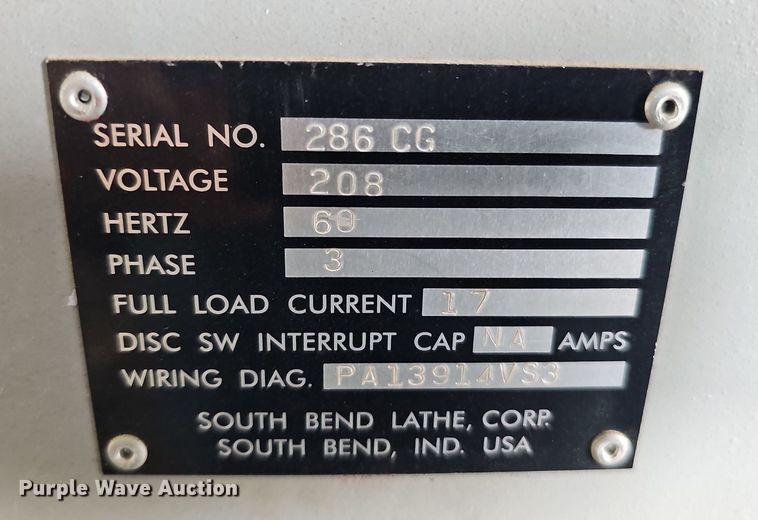 SERIAL NO. 286 CG
VOLTAGE 208
HERTZ 60
PHASE 3
FULL LOAD CURRENT 17
DISC SW INTERRUPT CAP NA AMPS
WIRING DIAG. PA13914VS3
SOUTH BEND LATHE, CORP.
SOUTH BEND, IND. USA
Purple Wave Auction